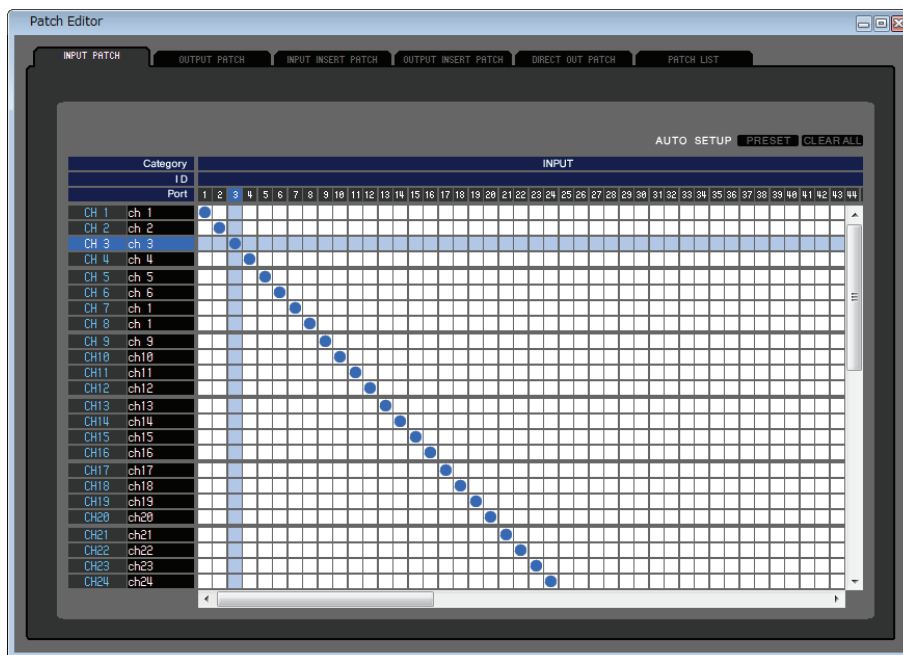 Patch Editor
INPUT PATCH OUTPUT PATCH INPUT INSERT PATCH OUTPUT INSERT PATCH DIRECT OUT PATCH PATCH LIST
AUTO SETUP PRESET CLEAR ALL
Category INPUT
ID
Port 1 2 3 4 5 6 7 8 9 10 11 12 13 14 15 16 17 18 19 20 21 22 23 24 25 26 27 28 29 30 31 32 33 34 35 36 37 38 39 40 41 42 43 44
CH 1 ch 1
CH 2 ch 2
CH 3 ch 3
CH 4 ch 4
CH 5 ch 5
CH 6 ch 6
CH 7 ch 1
CH 8 ch 1
CH 9 ch 9
CH10 ch10
CH11 ch11
CH12 ch12
CH13 ch13
CH14 ch14
CH15 ch15
CH16 ch16
CH17 ch17
CH18 ch18
CH19 ch19
CH20 ch20
CH21 ch21
CH22 ch22
CH23 ch23
CH24 ch24